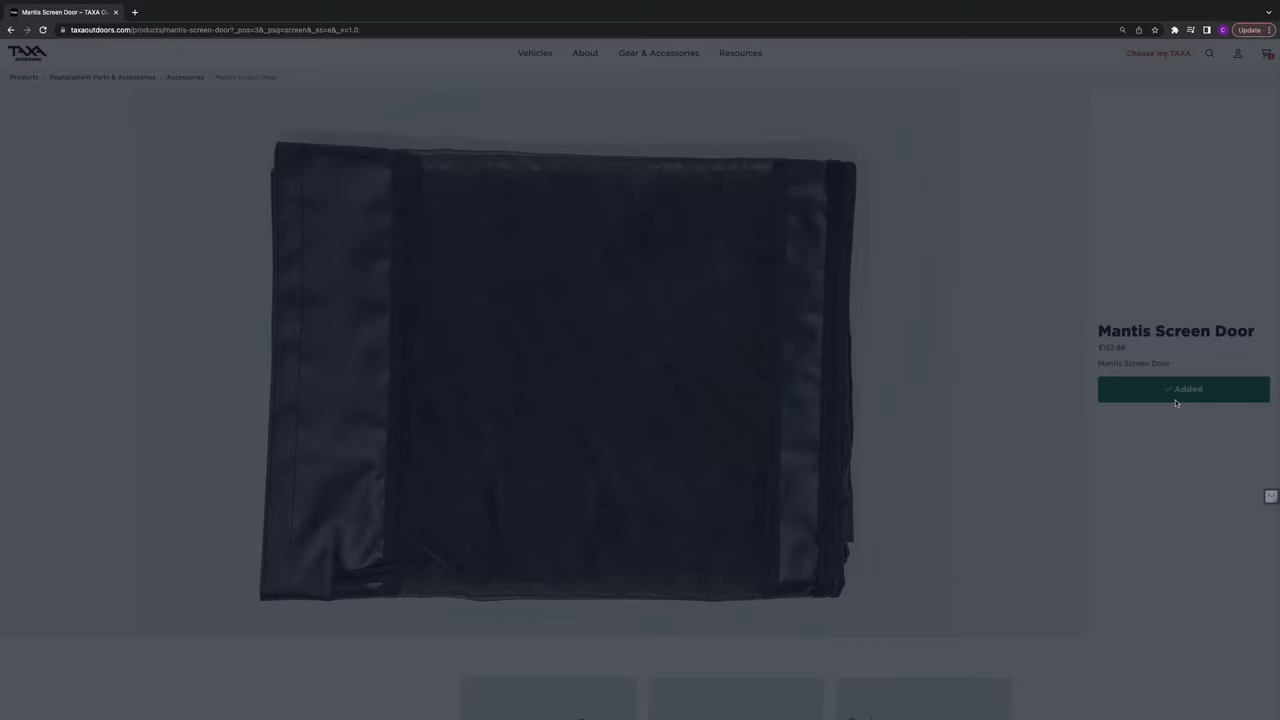 Mantis Screen Door – TAXA O
taxaoutdoors.com/products/mantis-screen-door?_pos=3&_psq=screen&_ss=e&_v=1.0
C
Update
TAXA
OUTDOORS
Vehicles
About
Gear & Accessories
Resources
Choose my TAXA
Products
Replacement Parts & Accessories
Accessories
Mantis Screen Door
Mantis Screen Door
$153.86
Mantis Screen Door
Added